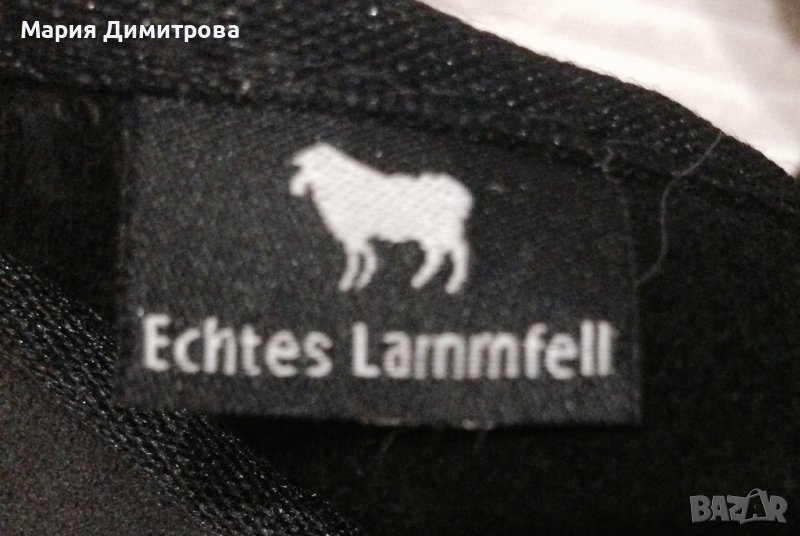 Мария Димитрова
Echtes Lammfell
BAZAR